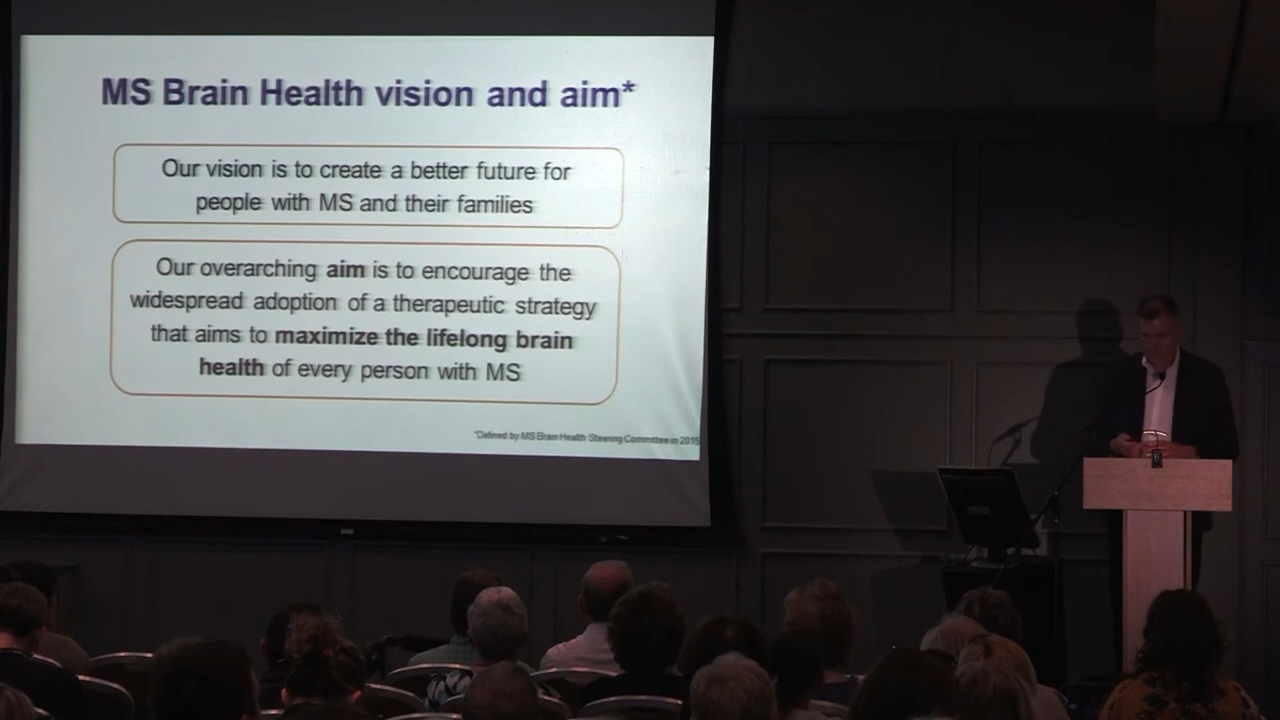 MS Brain Health vision and aim*
Our vision is to create a better future for
people with MS and their families
Our overarching aim is to encourage the
widespread adoption of a therapeutic strategy
that aims to maximize the lifelong brain
health of every person with MS
*Defined by MS Brain Health Steering Committee in 2015